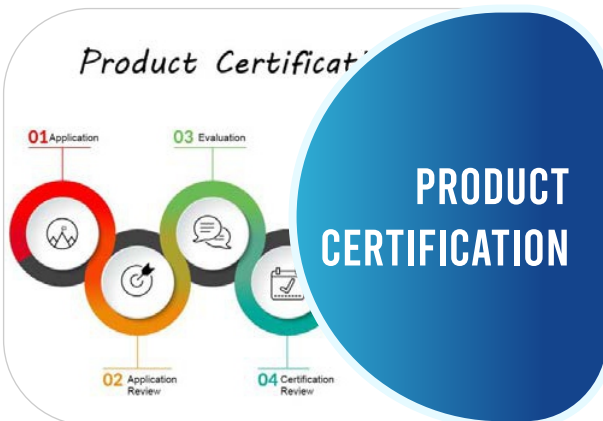 Product Certificati
01 Application
03 Evaluation
PRODUCT
CERTIFICATION
02 Application
Review
04 Certification
Review